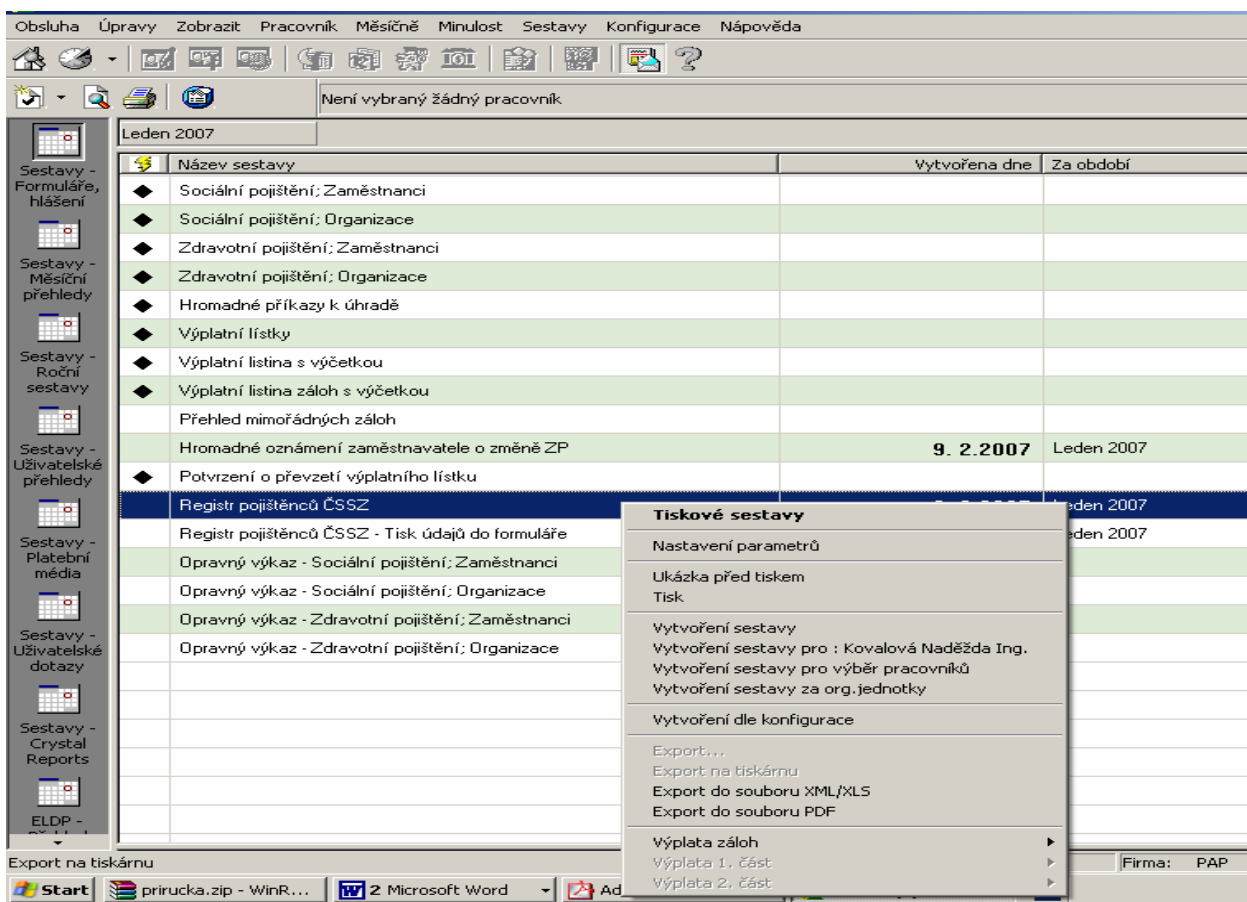 Obsluha Úpravy Zobrazit Pracovník Měsíčně Minulost Sestavy Konfigurace Nápověda
Není vybraný žádný pracovník
Leden 2007
Název sestavy Vytvořena dne Za období
Sociální pojištění; Zaměstnanci
Sociální pojištění; Organizace
Zdravotní pojištění; Zaměstnanci
Zdravotní pojištění; Organizace
Hromadné příkazy k úhradě
Výplatní lístky
Výplatní listina s výčetkou
Výplatní listina záloh s výčetkou
Přehled mimořádných záloh
Hromadné oznámení zaměstnavatele o změně ZP 9. 2.2007 Leden 2007
Potvrzení o převzetí výplatního lístku
Registr pojištěnců ČSSZ eden 2007
Registr pojištěnců ČSSZ - Tisk údajů do formuláře eden 2007
Opravný výkaz - Sociální pojištění; Zaměstnanci
Opravný výkaz - Sociální pojištění; Organizace
Opravný výkaz - Zdravotní pojištění; Zaměstnanci
Opravný výkaz - Zdravotní pojištění; Organizace
Sestavy -
Formuláře,
hlášení
Sestavy -
Měsíční
přehledy
Sestavy -
Roční
sestavy
Sestavy -
Uživatelské
přehledy
Sestavy -
Platební
média
Sestavy -
Uživatelské
dotazy
Sestavy -
Crystal
Reports
ELDP -
Tiskové sestavy
Nastavení parametrů
Ukázka před tiskem
Tisk
Vytvoření sestavy
Vytvoření sestavy pro : Kovalová Naděžda Ing.
Vytvoření sestavy pro výběr pracovníků
Vytvoření sestavy za org.jednotky
Vytvoření dle konfigurace
Export...
Export na tiskárnu
Export do souboru XML/XLS
Export do souboru PDF
Výplata záloh
Výplata 1. část
Výplata 2. část
Export na tiskárnu Firma: PAP
Start prirucka.zip - WinR... 2 Microsoft Word Ad